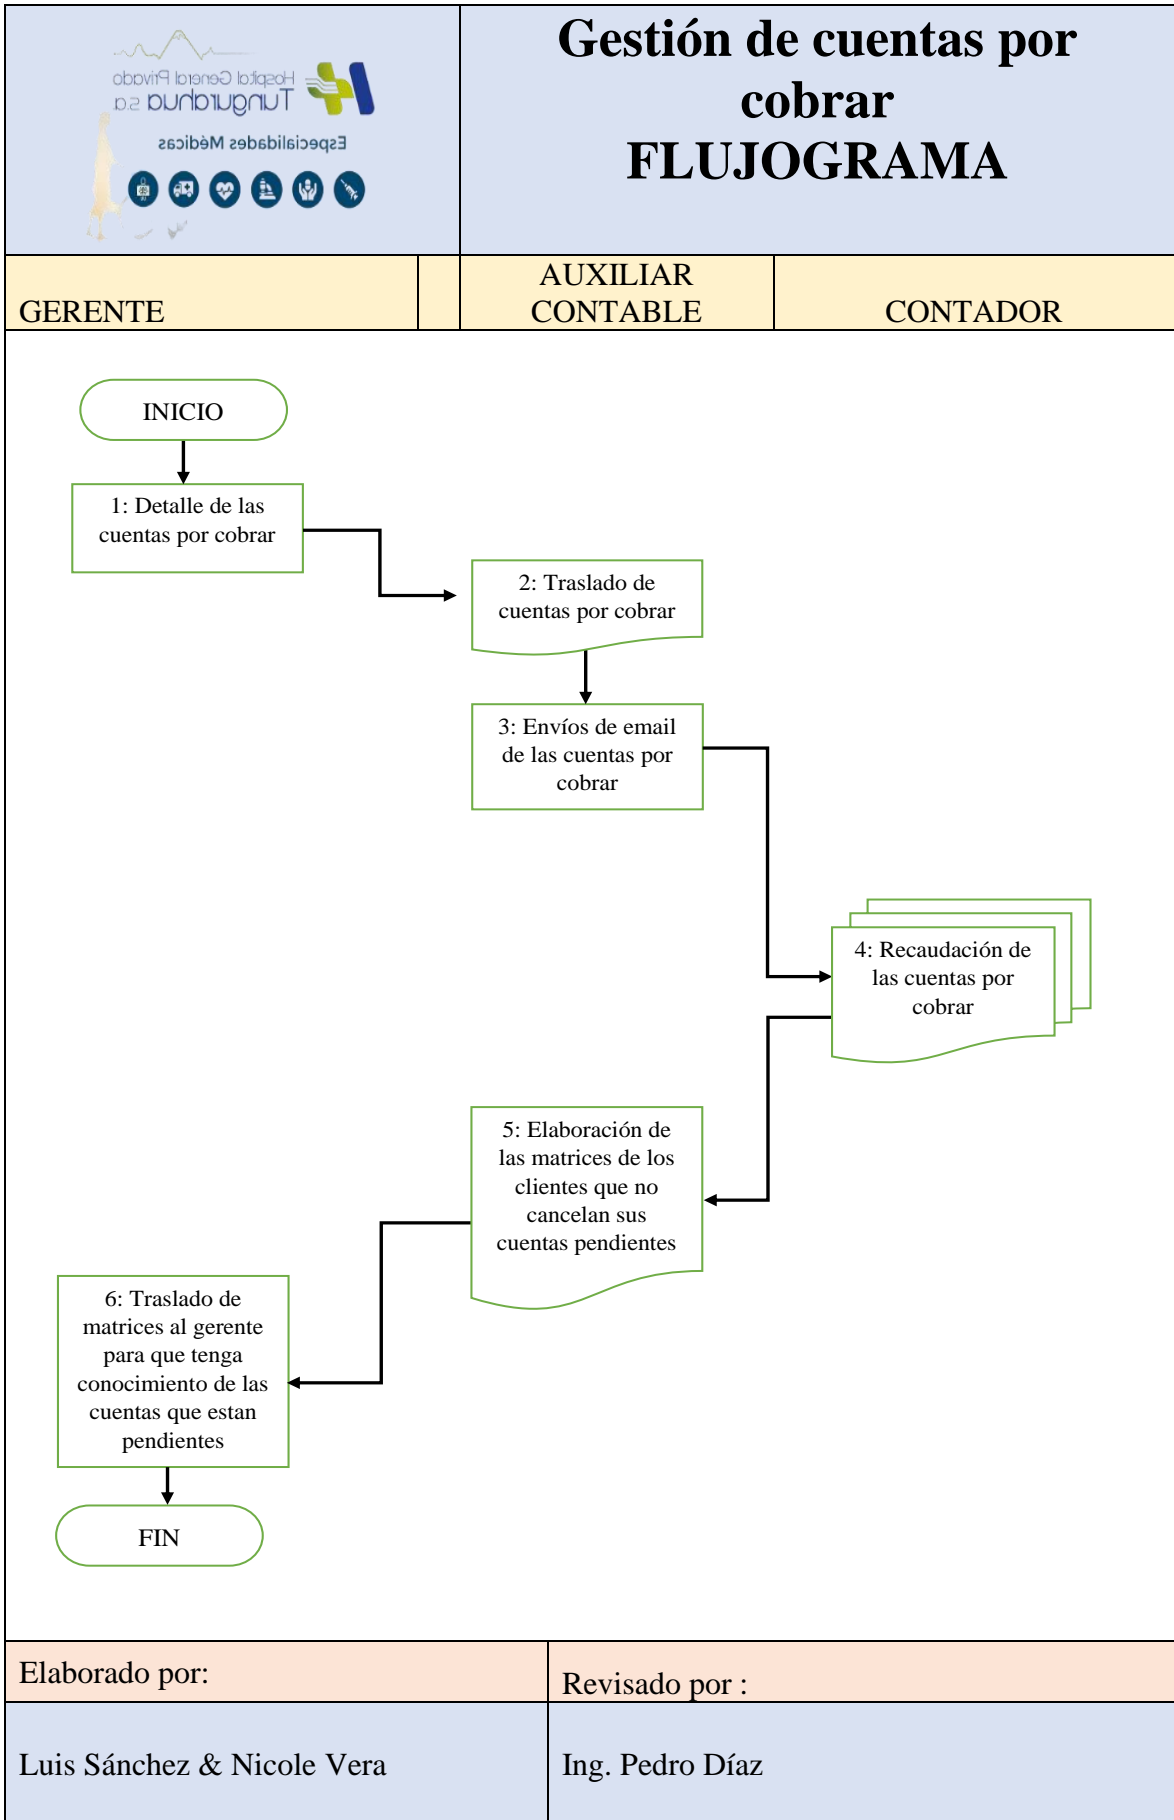 Hospital General Privado
Tungurahua s.a
Especialidades Médicas
Gestión de cuentas por
cobrar
FLUJOGRAMA
GERENTE
AUXILIAR
CONTABLE
CONTADOR
INICIO
1: Detalle de las
cuentas por cobrar
2: Traslado de
cuentas por cobrar
3: Envíos de email
de las cuentas por
cobrar
4: Recaudación de
las cuentas por
cobrar
5: Elaboración de
las matrices de los
clientes que no
cancelan sus
cuentas pendientes
6: Traslado de
matrices al gerente
para que tenga
conocimiento de las
cuentas que estan
pendientes
FIN
Elaborado por:
Revisado por :
Luis Sánchez & Nicole Vera
Ing. Pedro Díaz